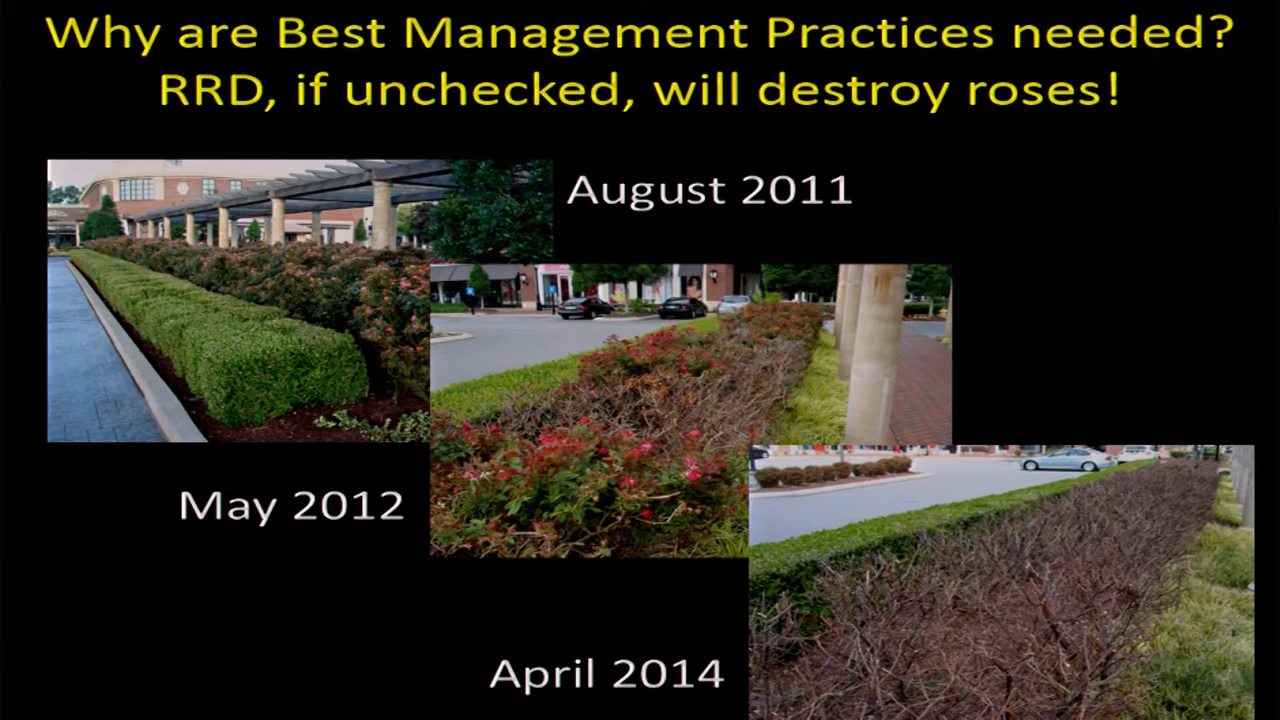 Why are Best Management Practices needed?
RRD, if unchecked, will destroy roses!
August 2011
May 2012
April 2014